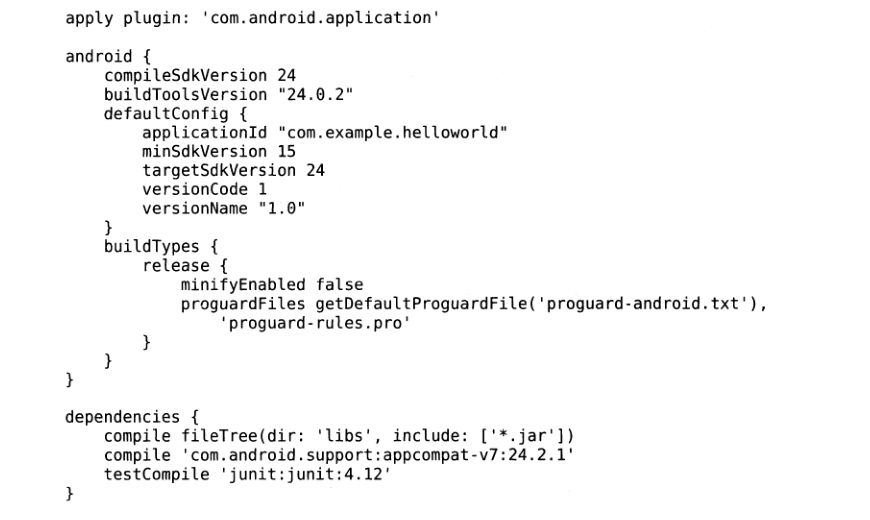 apply plugin: 'com.android.application'

android {
    compileSdkVersion 24
    buildToolsVersion "24.0.2"
    defaultConfig {
        applicationId "com.example.helloworld"
        minSdkVersion 15
        targetSdkVersion 24
        versionCode 1
        versionName "1.0"
    }
    buildTypes {
        release {
            minifyEnabled false
            proguardFiles getDefaultProguardFile('proguard-android.txt'),
                'proguard-rules.pro'
        }
    }
}

dependencies {
    compile fileTree(dir: 'libs', include: ['*.jar'])
    compile 'com.android.support:appcompat-v7:24.2.1'
    testCompile 'junit:junit:4.12'
}